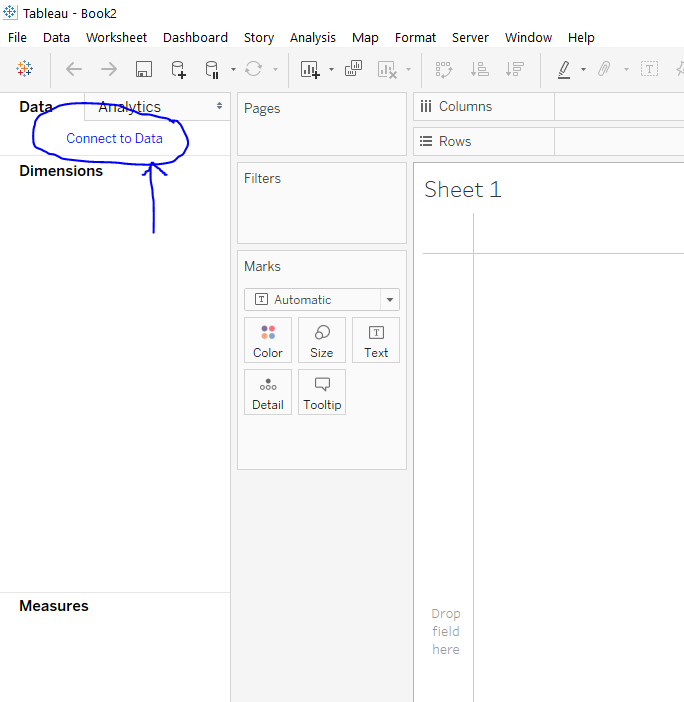 Tableau - Book2
File Data Worksheet Dashboard Story Analysis Map Format Server Window Help
Data Analytics
Connect to Data
Dimensions
Measures
Pages
Filters
Marks
T Automatic
Color Size T Text
Detail Tooltip
Columns
Rows
Sheet 1
Drop
field
here